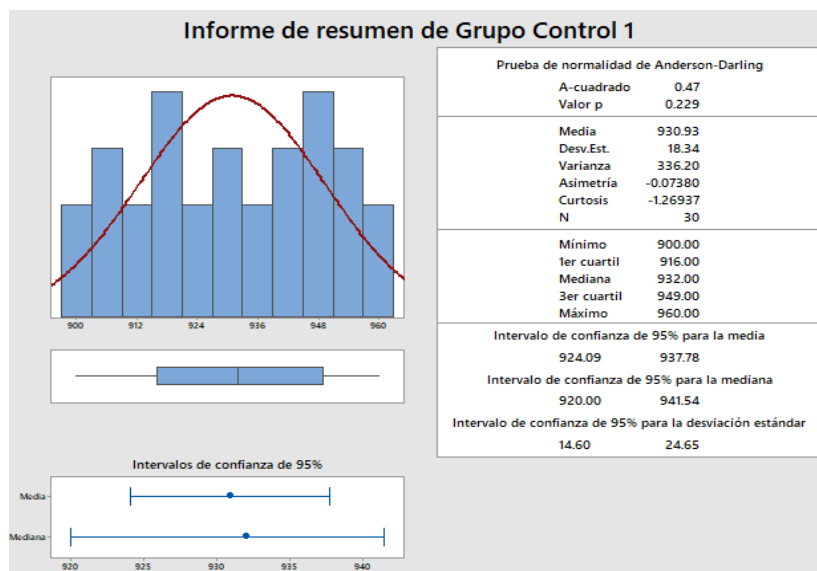 Informe de resumen de Grupo Control 1
900 912 924 936 948 960
Intervalos de confianza de 95%
Media
Mediana
920 925 930 935 940
Prueba de normalidad de Anderson-Darling
A-cuadrado 0.47
Valor p 0.229
Media 930.93
Desv.Est. 18.34
Varianza 336.20
Asimetría -0.07380
Curtosis -1.26937
N 30
Mínimo 900.00
1er cuartil 916.00
Mediana 932.00
3er cuartil 949.00
Máximo 960.00
Intervalo de confianza de 95% para la media
924.09 937.78
Intervalo de confianza de 95% para la mediana
920.00 941.54
Intervalo de confianza de 95% para la desviación estándar
14.60 24.65